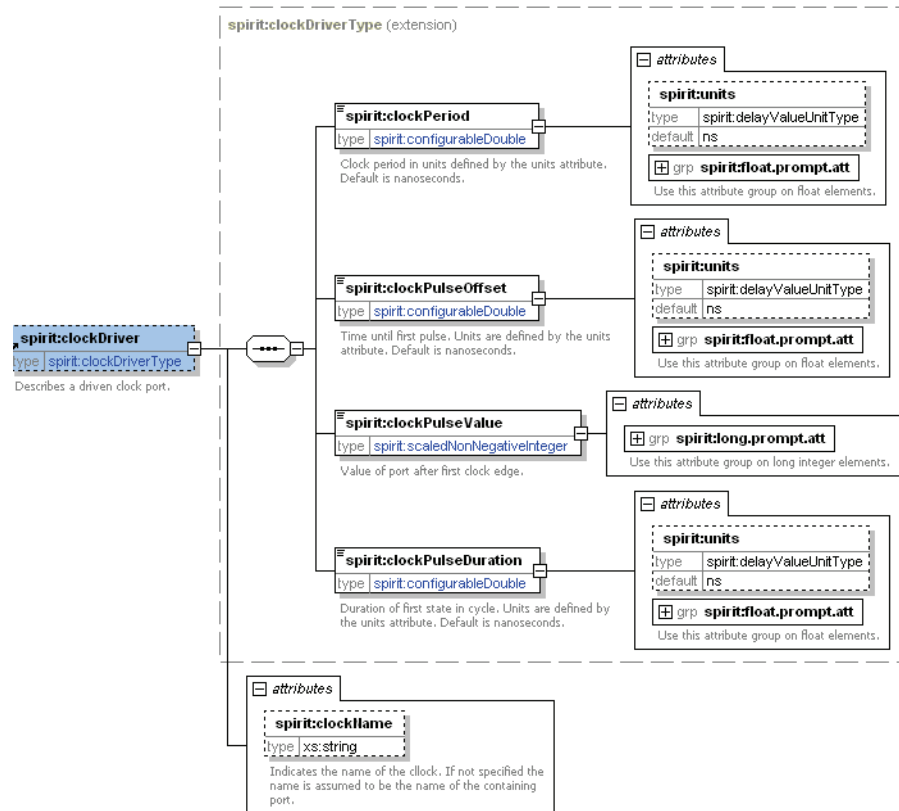 spirit:clockDriverType (extension)
attributes
spirit:units
type spirit:delayValueUnitType
default ns
grp spirit:float.prompt.att
Use this attribute group on float elements.
spirit:clockPeriod
type spirit:configurableDouble
Clock period in units defined by the units attribute.
Default is nanoseconds.
attributes
spirit:units
type spirit:delayValueUnitType
default ns
grp spirit:float.prompt.att
Use this attribute group on float elements.
spirit:clockPulseOffset
type spirit:configurableDouble
Time until first pulse. Units are defined by the units
attribute. Default is nanoseconds.
spirit:clockDriver
type spirit:clockDriverType
Describes a driven clock port.
attributes
grp spirit:long.prompt.att
Use this attribute group on long integer elements.
spirit:clockPulseValue
type spirit:scaledNonNegativeInteger
Value of port after first clock edge.
attributes
spirit:units
type spirit:delayValueUnitType
default ns
grp spirit:float.prompt.att
Use this attribute group on float elements.
spirit:clockPulseDuration
type spirit:configurableDouble
Duration of first state in cycle. Units are defined by
the units attribute. Default is nanoseconds.
attributes
spirit:clockName
type xs:string
Indicates the name of the cllock. If not specified the
name is assumed to be the name of the containing
port.